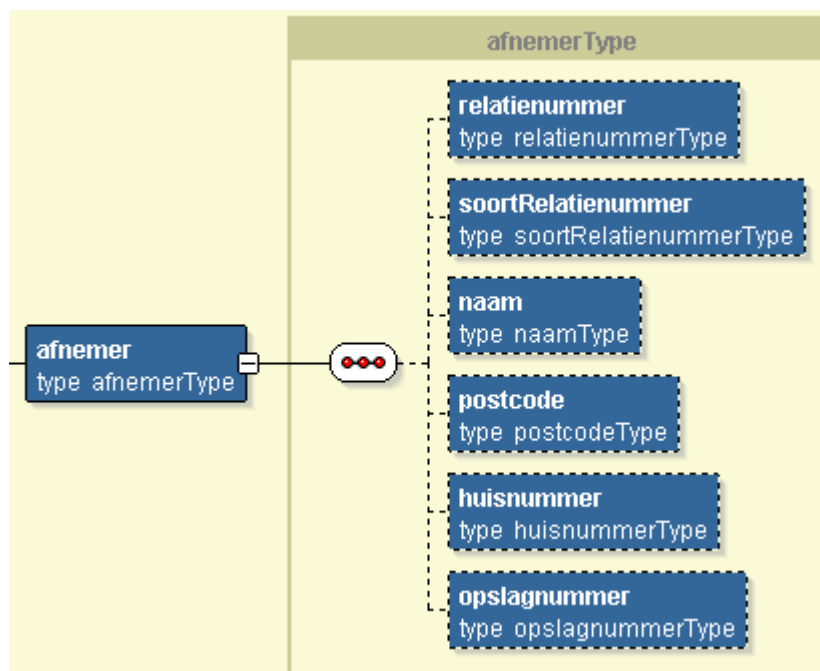 afnemerType
relatienummer
type relatienummerType
soortRelatienummer
type soortRelatienummerType
naam
type naamType
afnemer
type afnemerType
postcode
type postcodeType
huisnummer
type huisnummerType
opslagnummer
type opslagnummerType